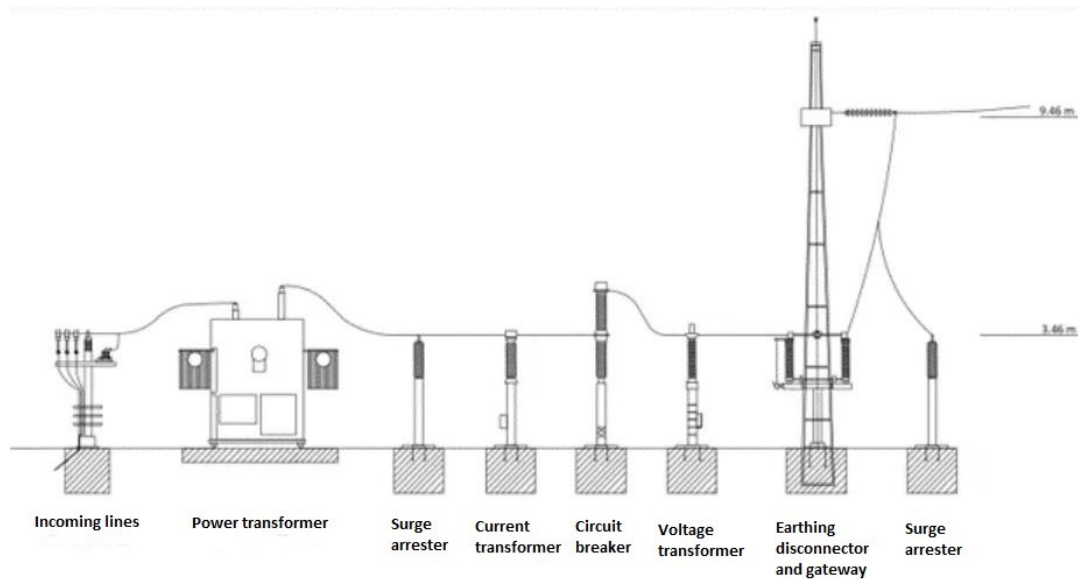 9.46 m
3.46 m
Incoming lines
Power transformer
Surge
arrester
Current
transformer
Circuit
breaker
Voltage
transformer
Earthing
disconnector
and gateway
Surge
arrester